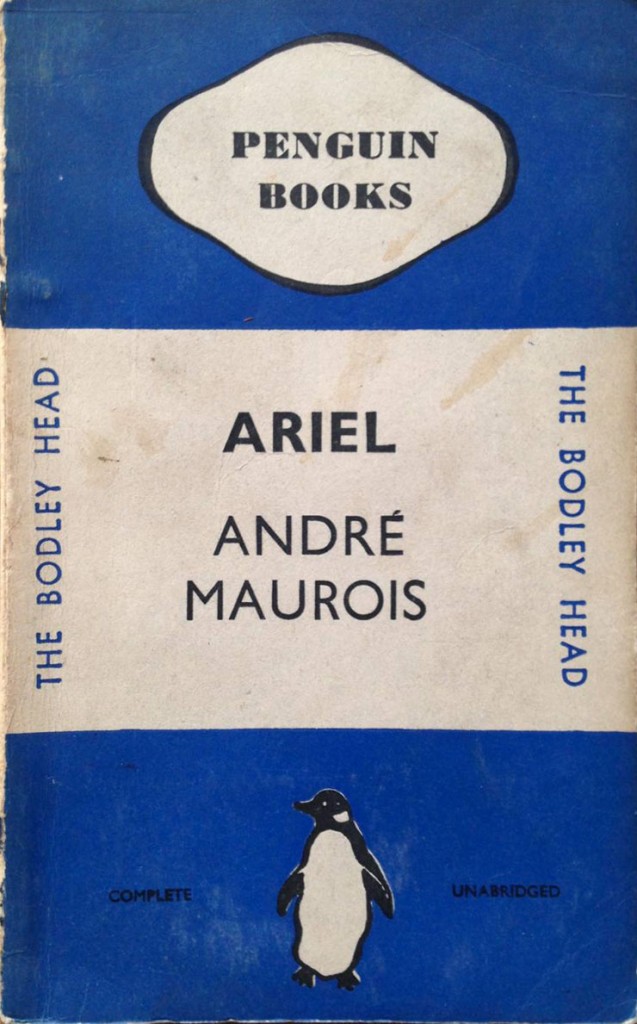 PENGUIN
BOOKS
THE BODLEY HEAD
ARIEL
ANDRÉ
MAUROIS
THE BODLEY HEAD
COMPLETE
UNABRIDGED